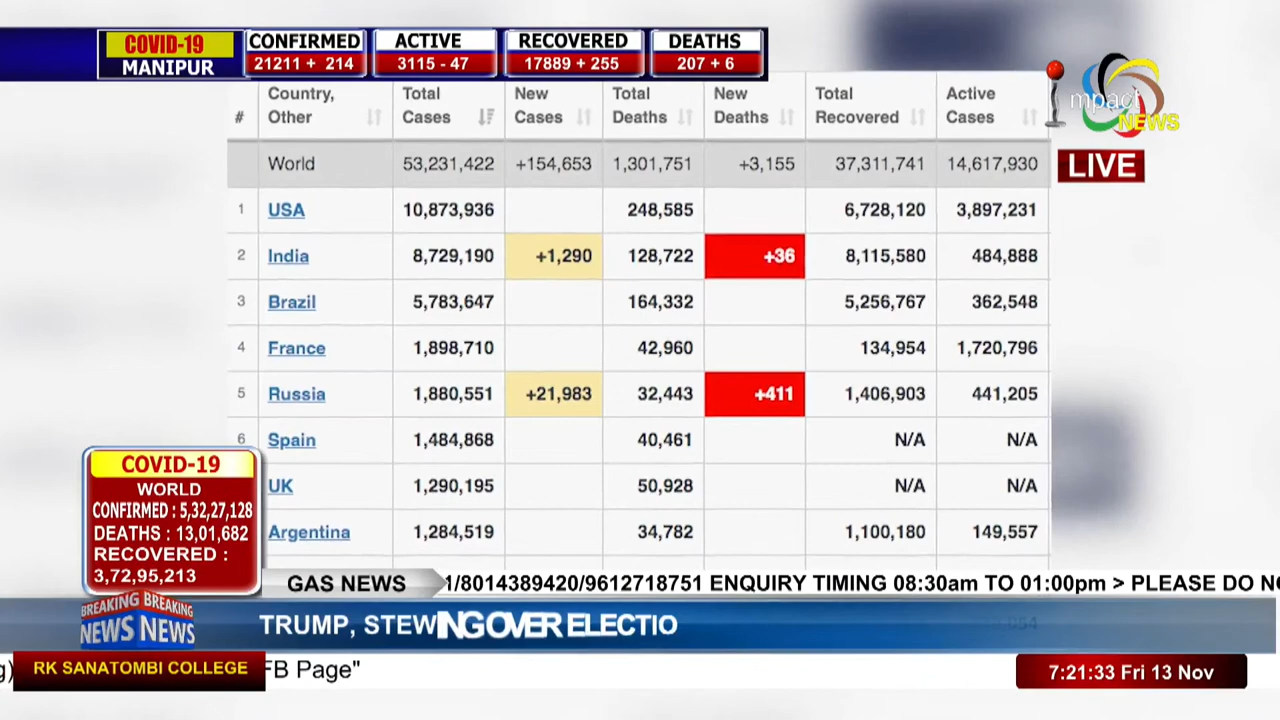 COVID-19
MANIPUR
CONFIRMED
21211 + 214
ACTIVE
3115 - 47
RECOVERED
17889 + 255
DEATHS
207 + 6
impact
NEWS
LIVE
# Country, Other Total Cases New Cases Total Deaths New Deaths Total Recovered Active Cases
World 53,231,422 +154,653 1,301,751 +3,155 37,311,741 14,617,930
1 USA 10,873,936 248,585 6,728,120 3,897,231
2 India 8,729,190 +1,290 128,722 +36 8,115,580 484,888
3 Brazil 5,783,647 164,332 5,256,767 362,548
4 France 1,898,710 42,960 134,954 1,720,796
5 Russia 1,880,551 +21,983 32,443 +411 1,406,903 441,205
6 Spain 1,484,868 40,461 N/A N/A
UK 1,290,195 50,928 N/A N/A
Argentina 1,284,519 34,782 1,100,180 149,557
COVID-19
WORLD
CONFIRMED : 5,32,27,128
DEATHS : 13,01,682
RECOVERED :
3,72,95,213
GAS NEWS
1/8014389420/9612718751 ENQUIRY TIMING 08:30am TO 01:00pm > PLEASE DO NO
BREAKING BREAKING
NEWS NEWS
TRUMP, STEWING OVER ELECTIO
RK SANATOMBI COLLEGE
FB Page"
7:21:33 Fri 13 Nov